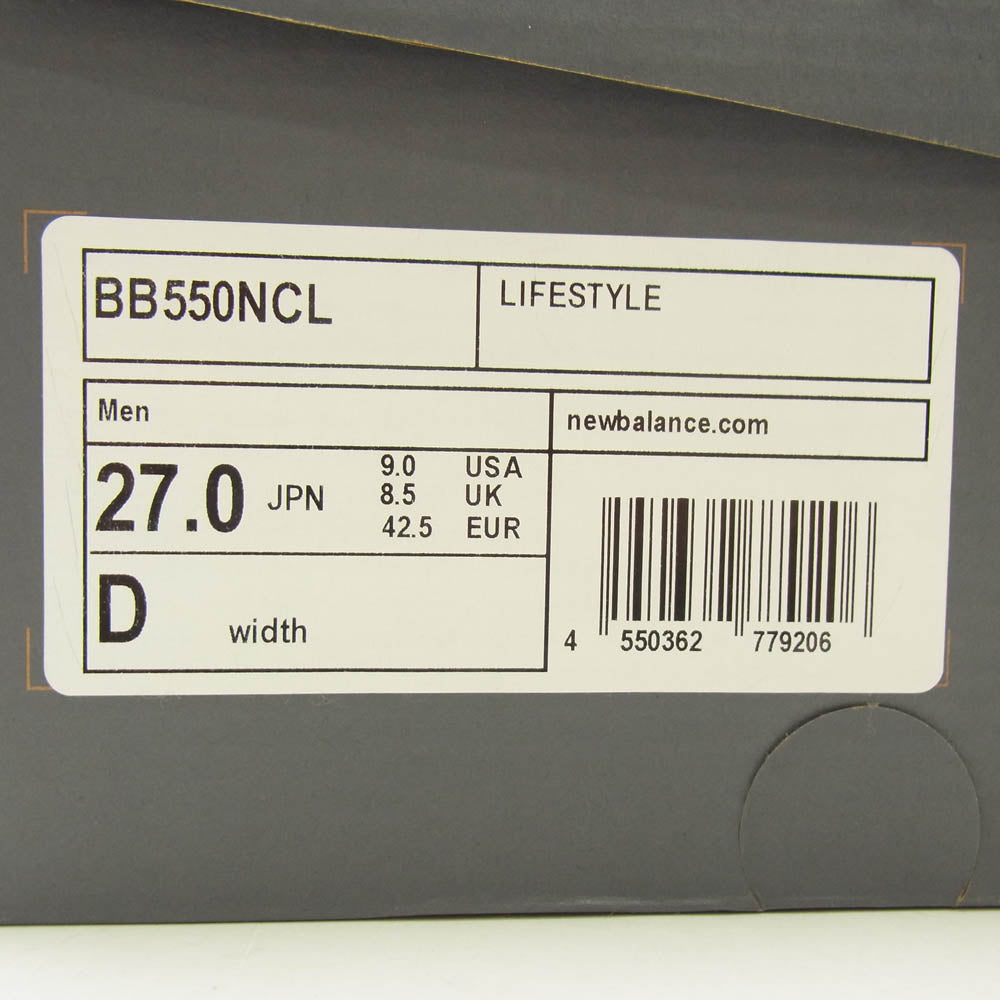 BB550NCL
LIFESTYLE
Men
newbalance.com
27.0 JPN
9.0 USA
8.5 UK
42.5 EUR
D width
4 550362 779206